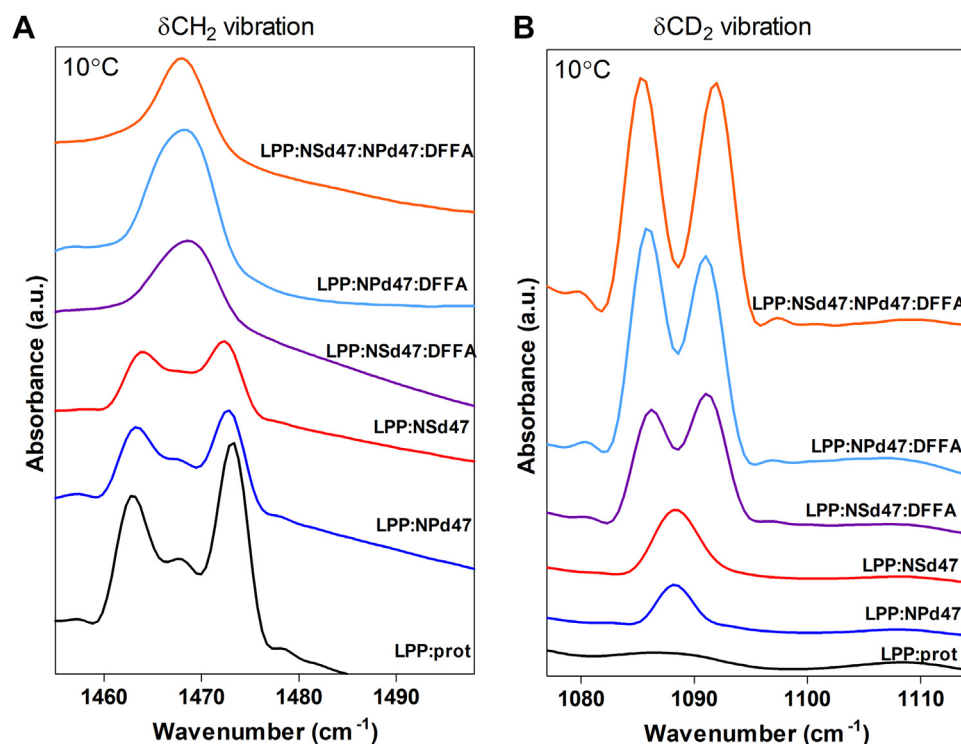 A
δCH₂ vibration
10°C
LPP:NSd47:NPd47:DFFA
LPP:NPd47:DFFA
LPP:NSd47:DFFA
LPP:NSd47
LPP:NPd47
LPP:prot
Absorbance (a.u.)
1460 1470 1480 1490
Wavenumber (cm⁻¹)
B
δCD₂ vibration
10°C
LPP:NSd47:NPd47:DFFA
LPP:NPd47:DFFA
LPP:NSd47:DFFA
LPP:NSd47
LPP:NPd47
LPP:prot
Absorbance (a.u.)
1080 1090 1100 1110
Wavenumber (cm⁻¹)